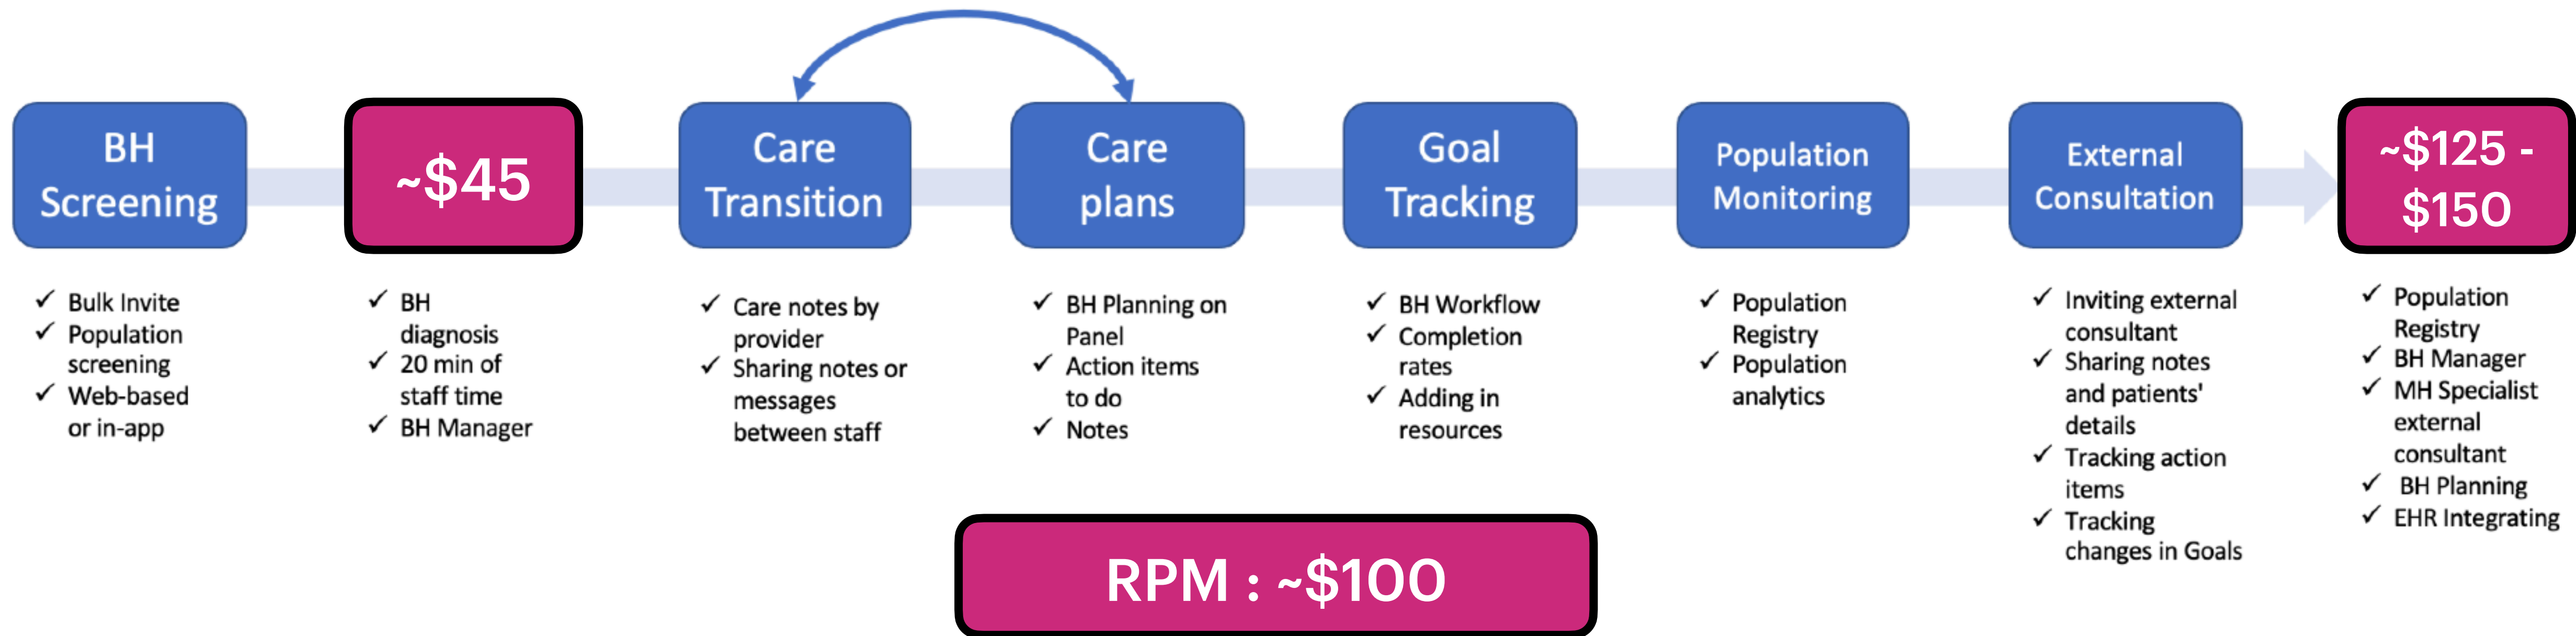 BH
Screening
~$45
Care
Transition
Care
plans
Goal
Tracking
Population
Monitoring
External
Consultation
~$125 -
$150
✓ Bulk Invite
✓ Population
screening
✓ Web-based
or in-app
✓ BH
diagnosis
✓ 20 min of
staff time
✓ BH Manager
✓ Care notes by
provider
✓ Sharing notes or
messages
between staff
✓ BH Planning on
Panel
✓ Action items
to do
✓ Notes
✓ BH Workflow
✓ Completion
rates
✓ Adding in
resources
✓ Population
Registry
✓ Population
analytics
✓ Inviting external
consultant
✓ Sharing notes
and patients'
details
✓ Tracking action
items
✓ Tracking
changes in Goals
✓ Population
Registry
✓ BH Manager
✓ MH Specialist
external
consultant
✓ BH Planning
✓ EHR Integrating
RPM : ~$100